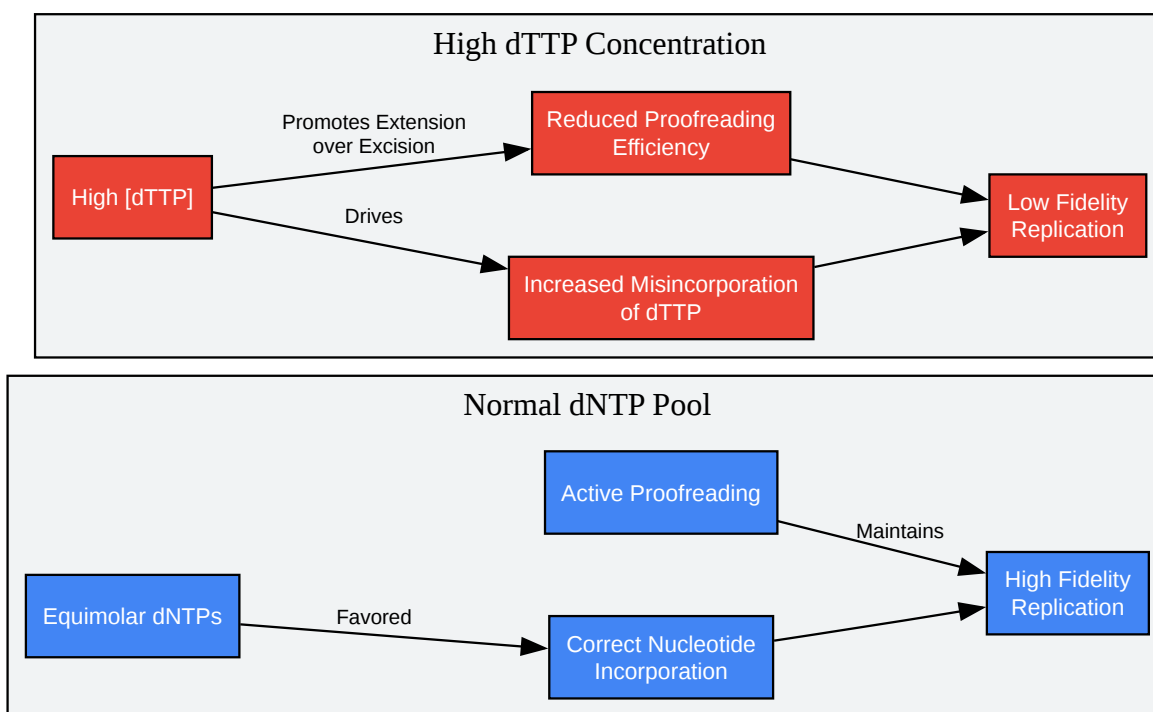 High dTTP Concentration
Promotes Extension
over Excision
Reduced Proofreading
Efficiency
High [dTTP]
Drives
Low Fidelity
Replication
Increased Misincorporation
of dTTP
Normal dNTP Pool
Active Proofreading
Maintains
Equimolar dNTPs
Favored
High Fidelity
Replication
Correct Nucleotide
Incorporation